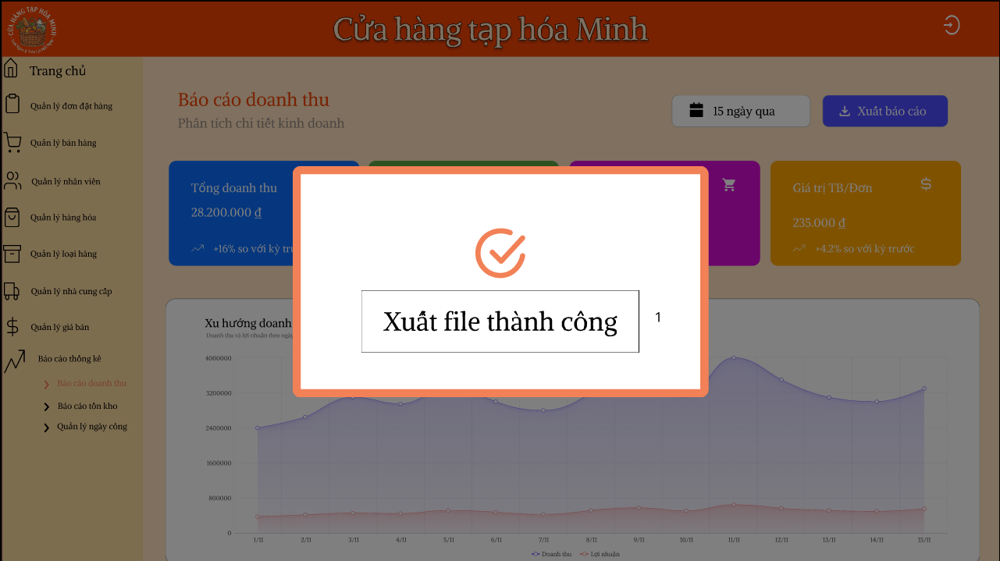 CỬA HÀNG TẠP HÓA MINH
Cửa hàng tạp hóa Minh
Trang chủ
Quản lý đơn đặt hàng
Quản lý bán hàng
Quản lý nhân viên
Quản lý hàng hóa
Quản lý loại hàng
Quản lý nhà cung cấp
Quản lý giá bán
Báo cáo thống kê
Báo cáo doanh thu
Báo cáo tồn kho
Quản lý ngày công
Báo cáo doanh thu
Phân tích chi tiết kinh doanh
15 ngày qua
Xuất báo cáo
Tổng doanh thu
28.200.000 ₫
+16% so với kỳ trư
Giá trị TB/Đơn
$
235.000 ₫
+4.2% so với kỳ trước
Xuất file thành công
1
Xu hướng doanh
Doanh thu và lợi nhuận theo ngày
4000000
3200000
2400000
1600000
800000
0
1/11 2/11 3/11 4/11 5/11 6/11 7/11 8/11 9/11 10/11 11/11 12/11 13/11 14/11 15/11
Doanh thu Lợi nhuận